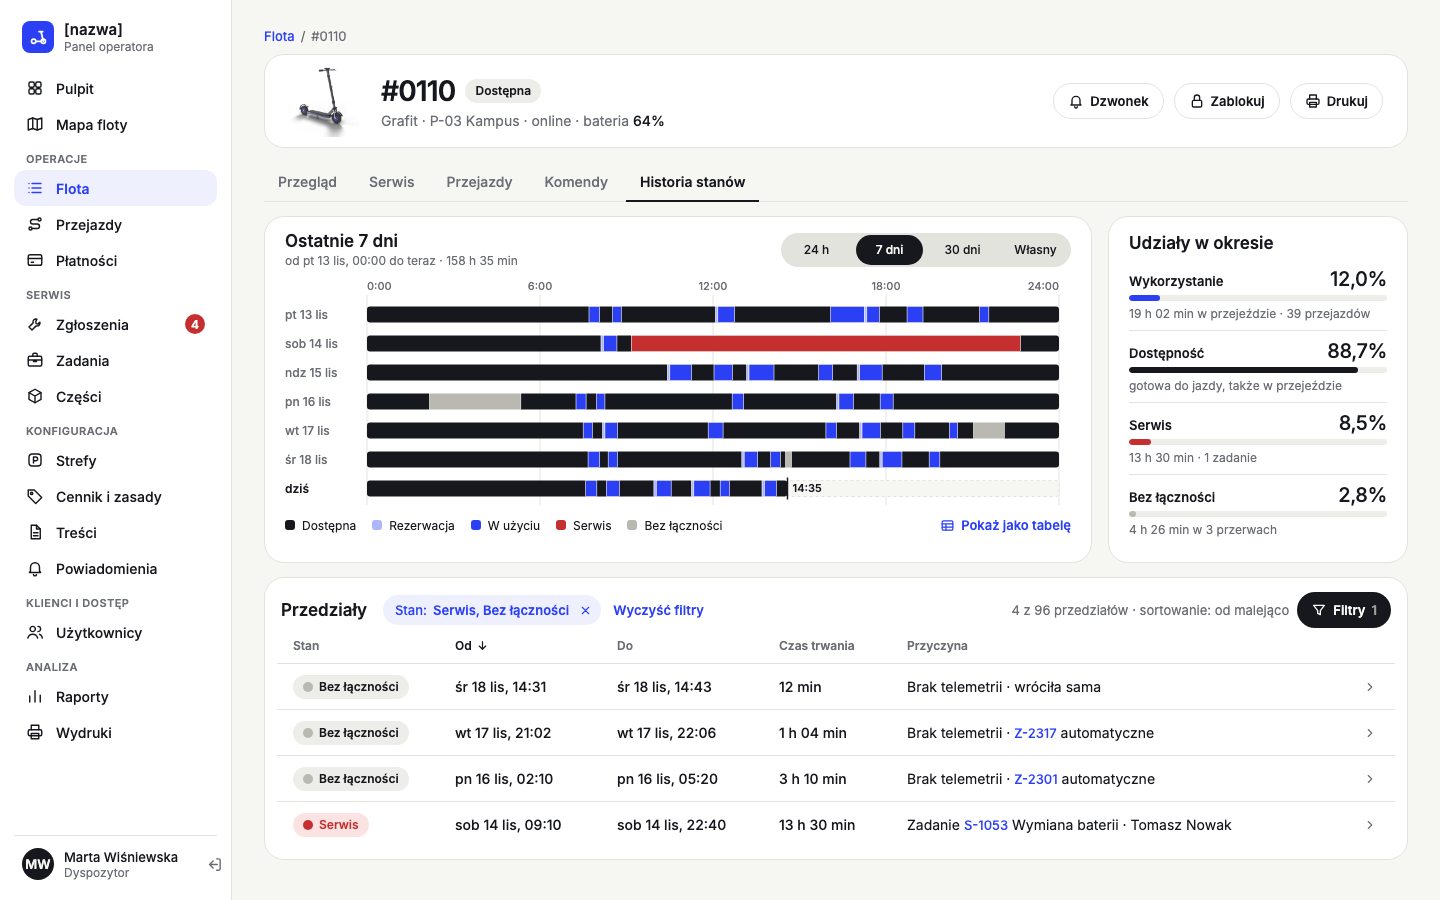 [nazwa]
Panel operatora
Pulpit
Mapa floty
OPERACJE
Flota
Przejazdy
Płatności
SERWIS
Zgłoszenia 4
Zadania
Części
KONFIGURACJA
Strefy
Cennik i zasady
Treści
Powiadomienia
KLIENCI I DOSTĘP
Użytkownicy
ANALIZA
Raporty
Wydruki
MW Marta Wiśniewska
Dyspozytor
Flota / #0110
#0110 Dostępna
Grafit · P-03 Kampus · online · bateria 64%
Dzwonek Zablokuj Drukuj
Przegląd Serwis Przejazdy Komendy Historia stanów
Ostatnie 7 dni
od pt 13 lis, 00:00 do teraz · 158 h 35 min
24 h 7 dni 30 dni Własny
0:00 6:00 12:00 18:00 24:00
pt 13 lis
sob 14 lis
ndz 15 lis
pn 16 lis
wt 17 lis
śr 18 lis
dziś 14:35
Dostępna Rezerwacja W użyciu Serwis Bez łączności Pokaż jako tabelę
Udziały w okresie
Wykorzystanie 12,0%
19 h 02 min w przejeździe · 39 przejazdów
Dostępność 88,7%
gotowa do jazdy, także w przejeździe
Serwis 8,5%
13 h 30 min · 1 zadanie
Bez łączności 2,8%
4 h 26 min w 3 przerwach
Przedziały Stan: Serwis, Bez łączności × Wyczyść filtry 4 z 96 przedziałów · sortowanie: od malejąco Filtry 1
Stan Od ↓ Do Czas trwania Przyczyna
Bez łączności śr 18 lis, 14:31 śr 18 lis, 14:43 12 min Brak telemetrii · wróciła sama
Bez łączności wt 17 lis, 21:02 wt 17 lis, 22:06 1 h 04 min Brak telemetrii · Z-2317 automatyczne
Bez łączności pn 16 lis, 02:10 pn 16 lis, 05:20 3 h 10 min Brak telemetrii · Z-2301 automatyczne
Serwis sob 14 lis, 09:10 sob 14 lis, 22:40 13 h 30 min Zadanie S-1053 Wymiana baterii · Tomasz Nowak